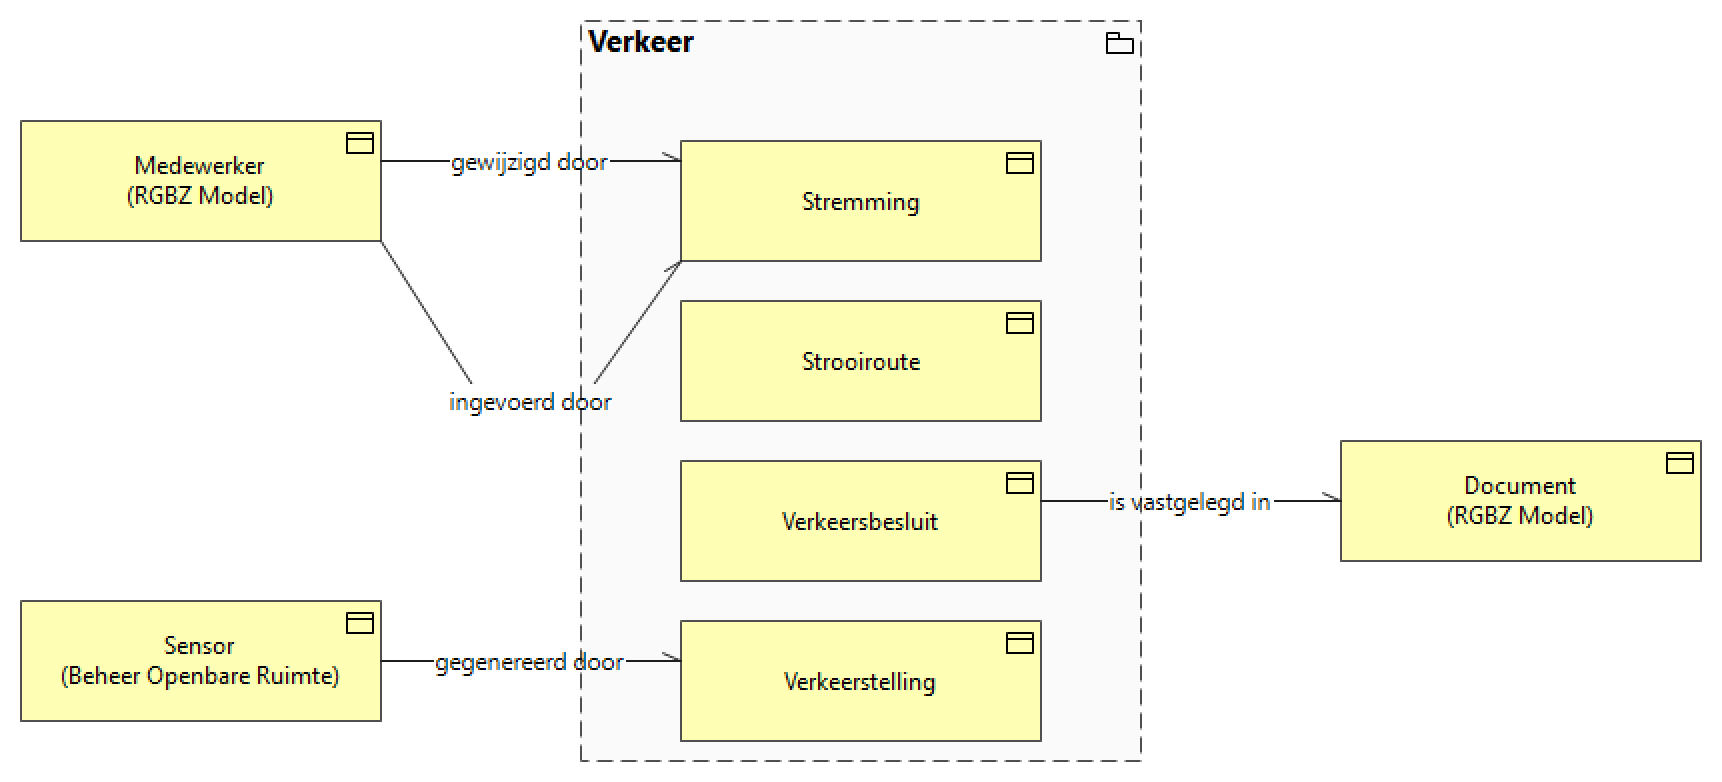 Verkeer
Medewerker
(RGBZ Model)
gewijzigd door
Stremming
ingevoerd door
Strooiroute
Verkeersbesluit
is vastgelegd in
Document
(RGBZ Model)
Sensor
(Beheer Openbare Ruimte)
gegenereerd door
Verkeerstelling